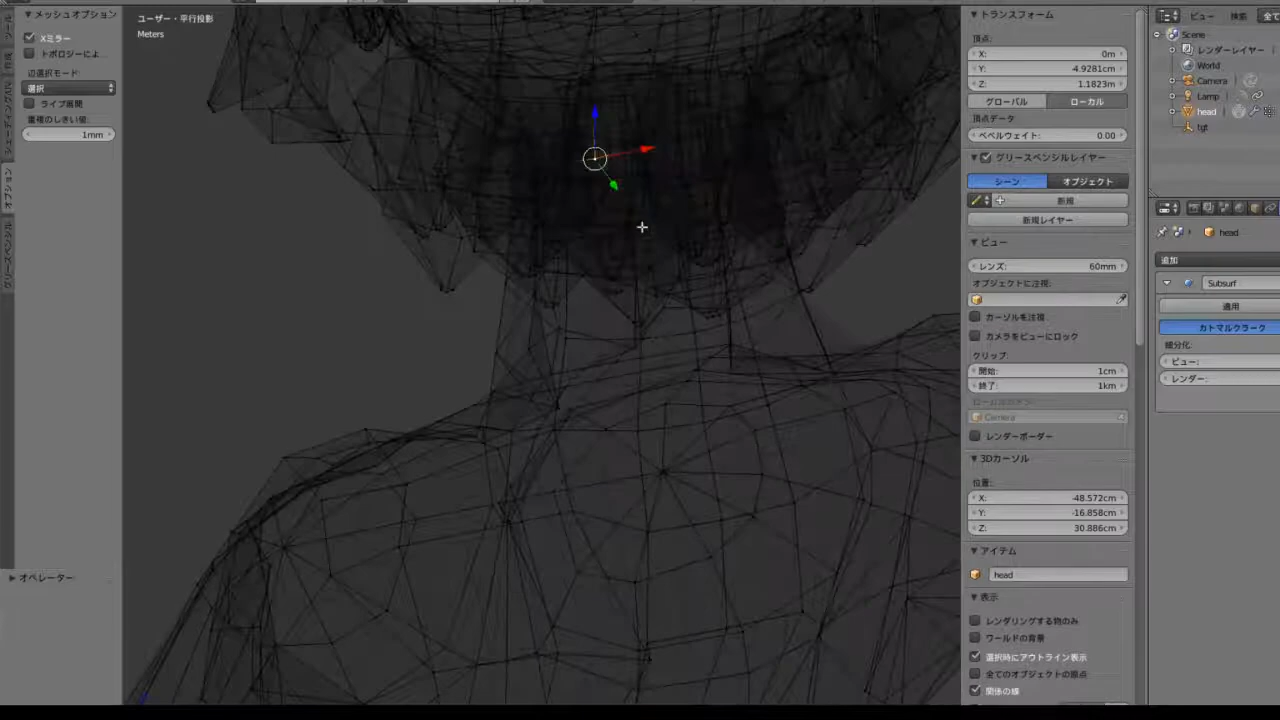 メッシュオプション
Xミラー
トポロジーによ
辺選択モード:
選択
ライブ展開
重複のしきい値:
1mm
オペレーター
オプション
グリースペンシル
ユーザー・平行投影
Meters
トランスフォーム
頂点:
X: 0m
Y: -4.9281cm
Z: 1.1823m
グローバル ローカル
頂点データ
ベベルウェイト: 0.00
グリースペンシルレイヤー
シーン オブジェクト
新規
新規レイヤー
ビュー
レンズ: 60mm
オブジェクトに注視:
カーソルを注視
カメラをビューにロック
クリップ:
開始: 1cm
終了: 1km
Camera
レンダーボーダー
3Dカーソル
位置:
X: -48.572cm
Y: -16.858cm
Z: 30.886cm
アイテム
head
表示
レンダリングする物のみ
ワールドの背景
選択時にアウトライン表示
全てのオブジェクトの原点
関係の線
ビュー 検索 全て
Scene
レンダーレイヤー
World
Camera
Lamp
head
tgt
head
追加
Subsurf
適用
カトマルクラーク
細分化:
ビュー:
レンダー: